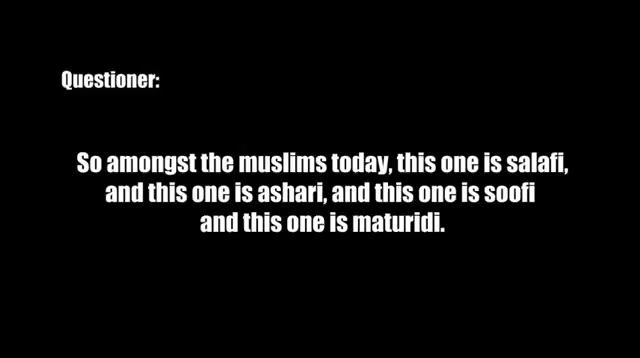 Questioner:
So amongst the muslims today, this one is salafi,
and this one is ashari, and this one is soofi
and this one is maturidi.